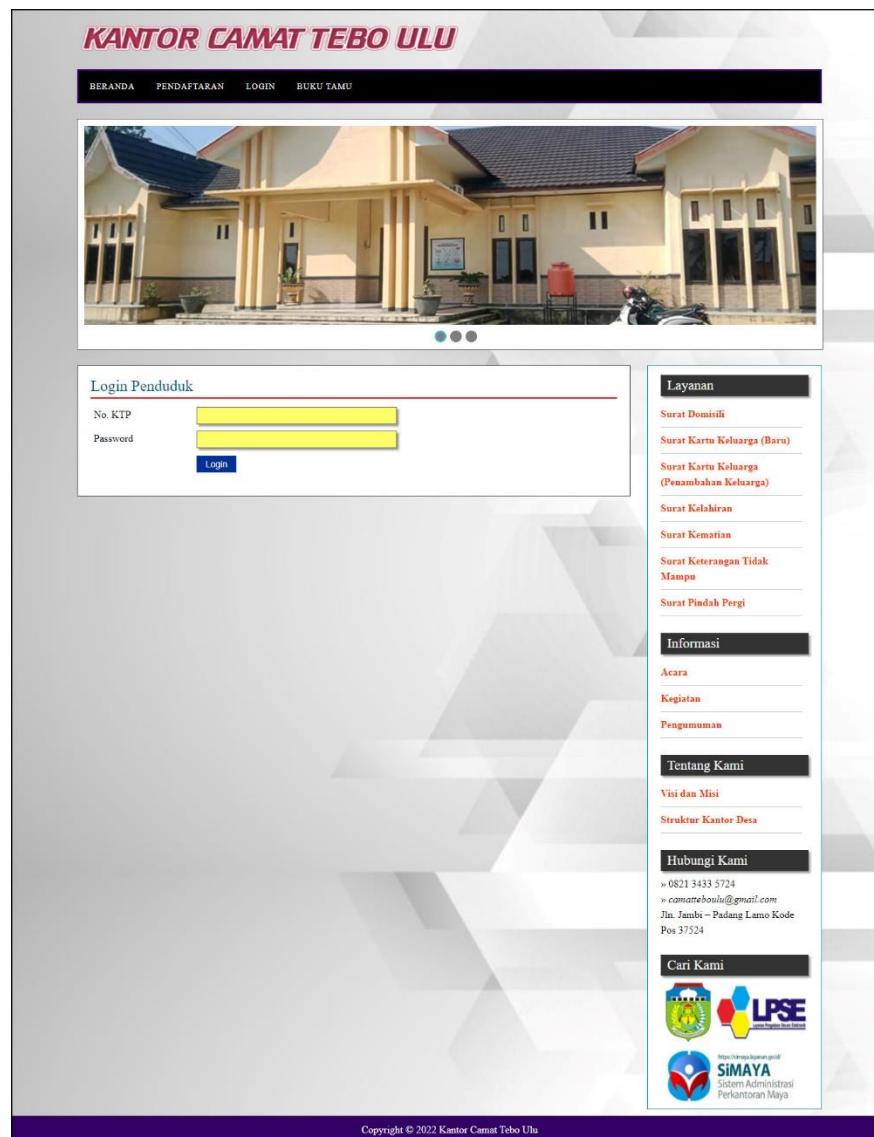 KANTOR CAMAT TEBO ULU
BERANDA PENDAFTARAN LOGIN BUKU TAMU
Login Penduduk
No. KTP
Password
Login
Layanan
Surat Domisili
Surat Kartu Keluarga (Baru)
Surat Kartu Keluarga
(Penambahan Keluarga)
Surat Kelahiran
Surat Kematian
Surat Keterangan Tidak
Mampu
Surat Pindah Pergi
Informasi
Acara
Kegiatan
Pengumuman
Tentang Kami
Visi dan Misi
Struktur Kantor Desa
Hubungi Kami
» 0821 3433 5724
» camatteboulu@gmail.com
Jln. Jambi – Padang Lamo Kode
Pos 37524
Cari Kami
LPSE
SiMAYA
Sistem Administrasi
Perkantoran Maya
Copyright © 2022 Kantor Camat Tebo Ulu